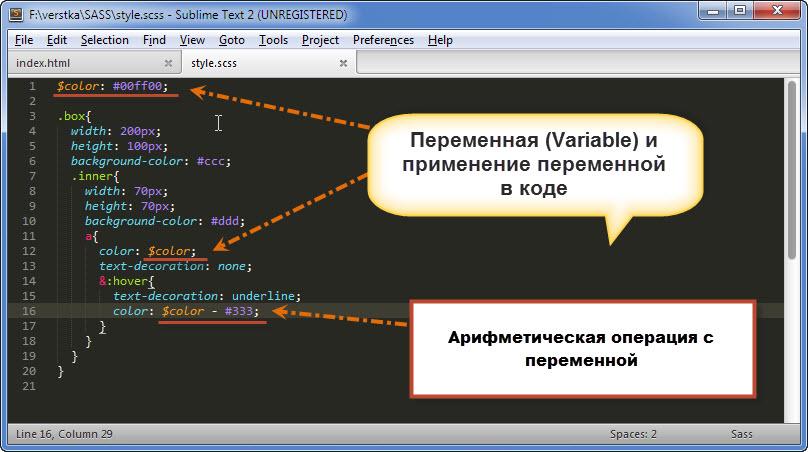 F:\verstka\SASS\style.scss - Sublime Text 2 (UNREGISTERED)
File Edit Selection Find View Goto Tools Project Preferences Help
index.html style.scss
1 $color: #00ff00;
2
3 .box{
4 width: 200px;
5 height: 100px;
6 background-color: #ccc;
7 .inner{
8 width: 70px;
9 height: 70px;
10 background-color: #ddd;
11 a{
12 color: $color;
13 text-decoration: none;
14 &:hover{
15 text-decoration: underline;
16 color: $color - #333;
17 }
18 }
19 }
20 }
21
Переменная (Variable) и
применение переменной
в коде
Арифметическая операция с
переменной
Line 16, Column 29 Spaces: 2 Sass